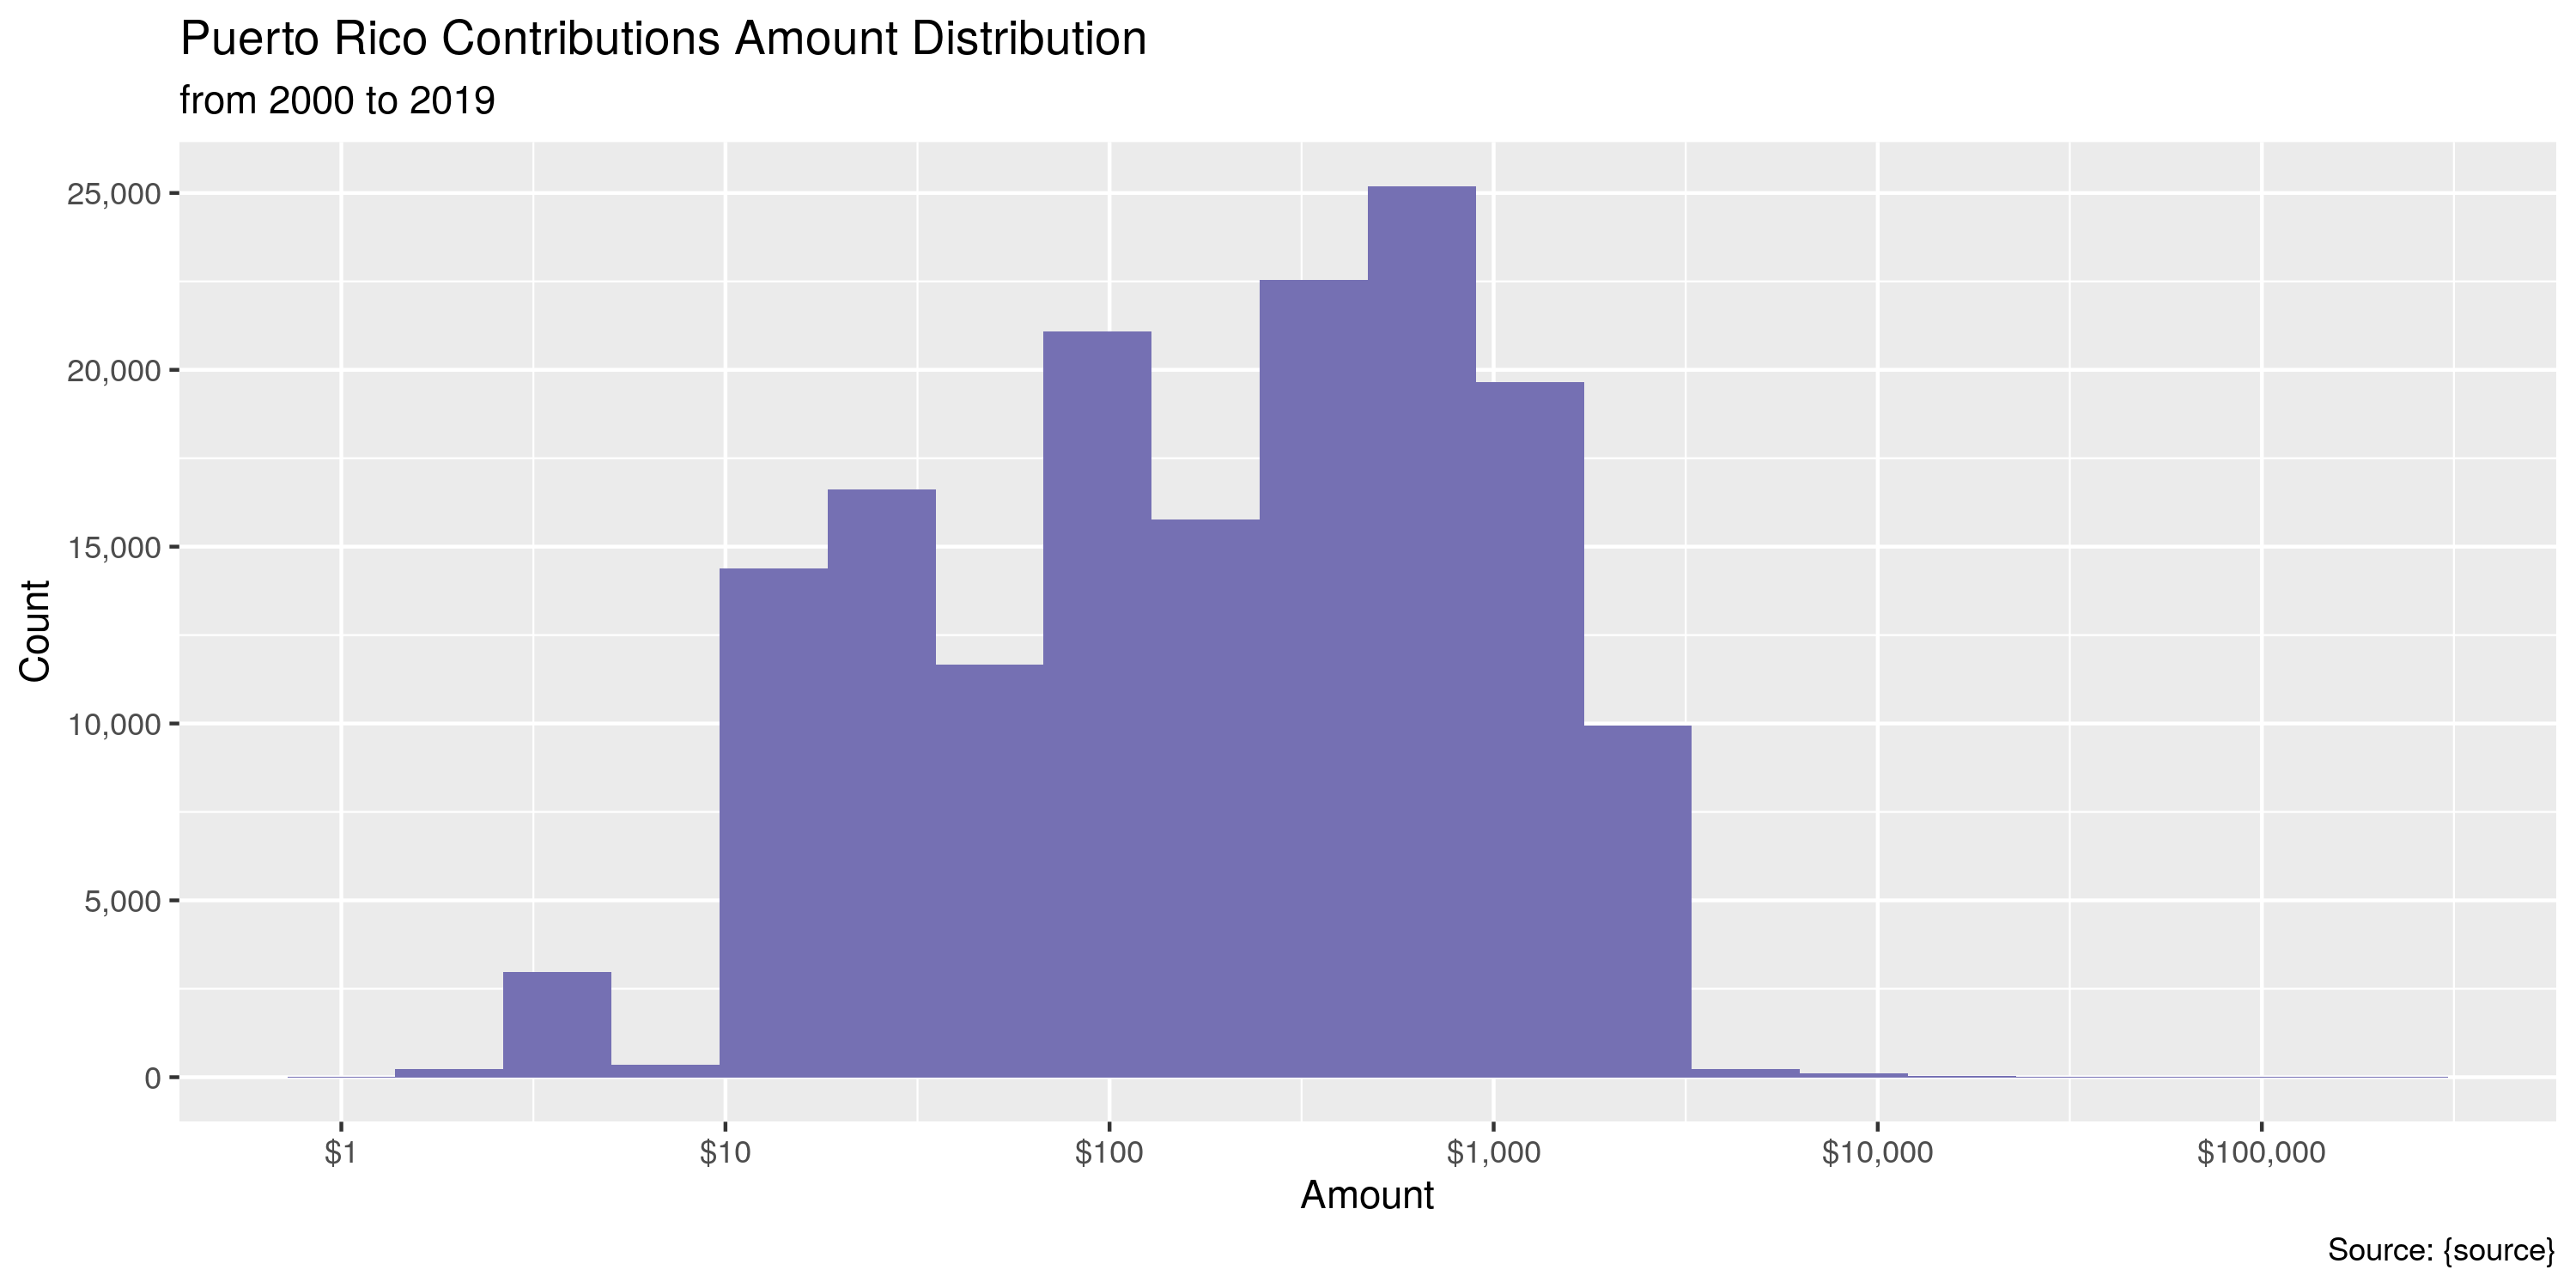 Puerto Rico Contributions Amount Distribution
from 2000 to 2019
25,000
20,000
15,000
10,000
5,000
0
Count
$1 $10 $100 $1,000 $10,000 $100,000
Amount
Source: {source}